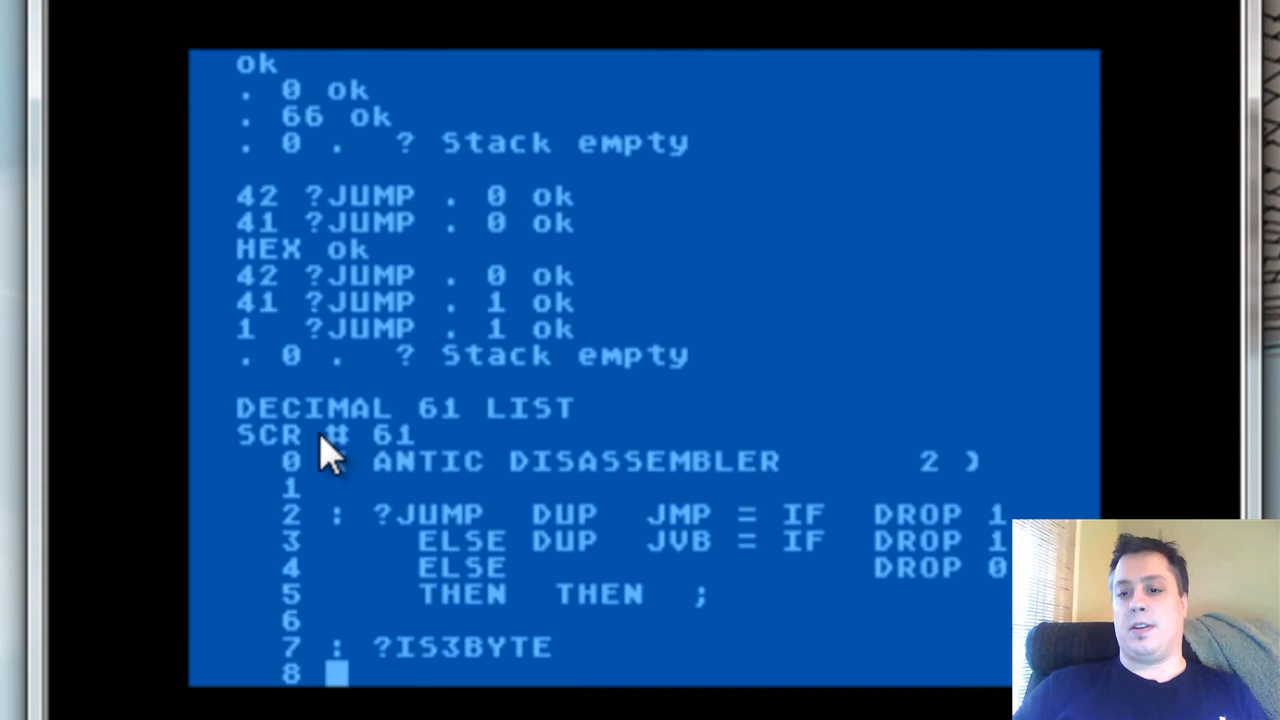 ok
. 0 ok
. 66 ok
. 0 .  ? Stack empty
42 ?JUMP . 0 ok
41 ?JUMP . 0 ok
HEX ok
42 ?JUMP . 0 ok
41 ?JUMP . 1 ok
1  ?JUMP . 1 ok
. 0 .  ? Stack empty
DECIMAL 61 LIST
SCR # 61
0   ANTIC DISASSEMBLER      2 )
1
2 : ?JUMP  DUP  JMP = IF  DROP 1
3     ELSE DUP  JVB = IF  DROP 1
4     ELSE                DROP 0
5     THEN  THEN  ;
6
7 : ?IS3BYTE
8